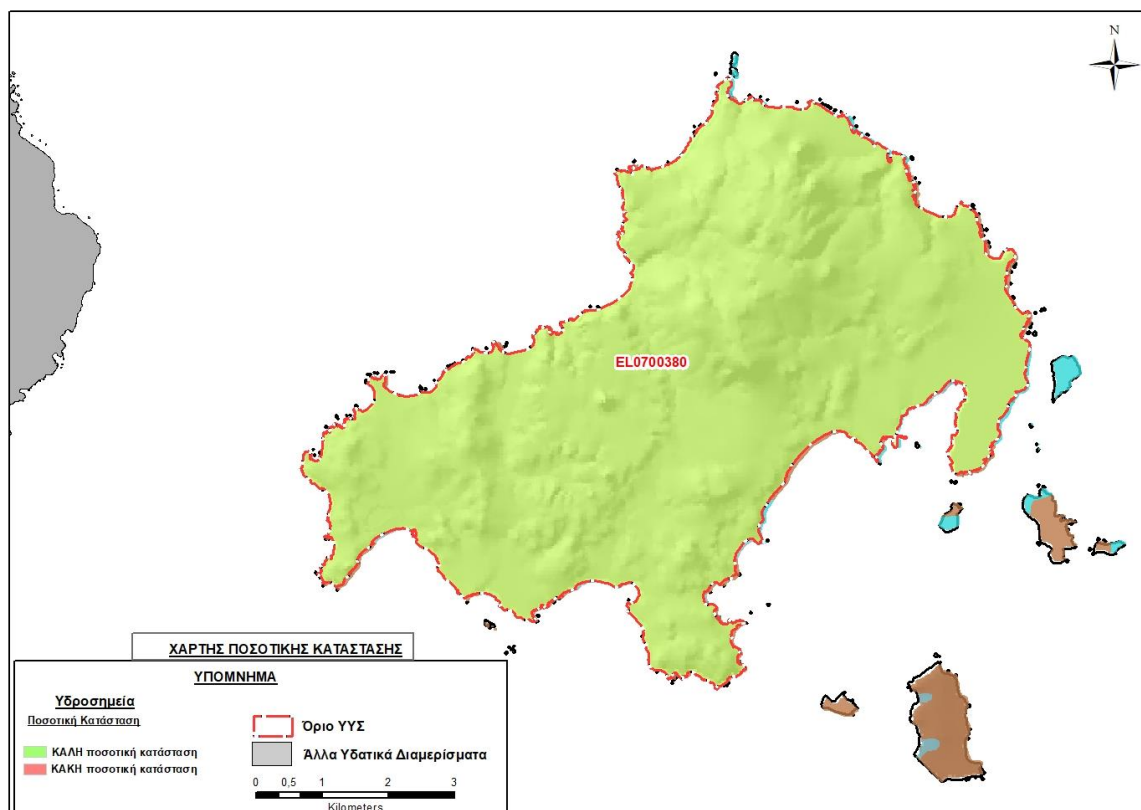 N
EL0700380
ΧΑΡΤΗΣ ΠΟΣΟΤΙΚΗΣ ΚΑΤΑΣΤΑΣΗΣ
ΥΠΟΜΝΗΜΑ
Υδροσημεία
Ποσοτική Κατάσταση
ΚΑΛΗ ποσοτική κατάσταση
ΚΑΚΗ ποσοτική κατάσταση
Όριο ΥΥΣ
Άλλα Υδατικά Διαμερίσματα
0 0,5 1 2 3
Kilometers